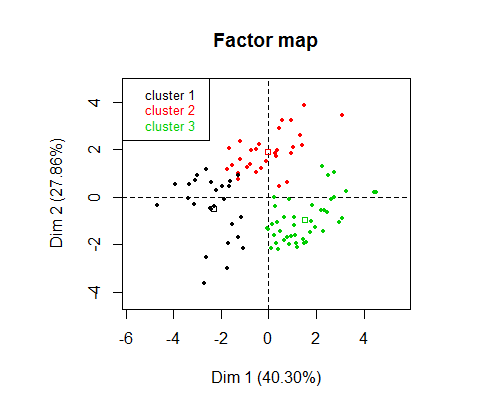 Factor map
cluster 1
cluster 2
cluster 3
Dim 2 (27.86%)
4
2
0
-2
-4
-6 -4 -2 0 2 4
Dim 1 (40.30%)